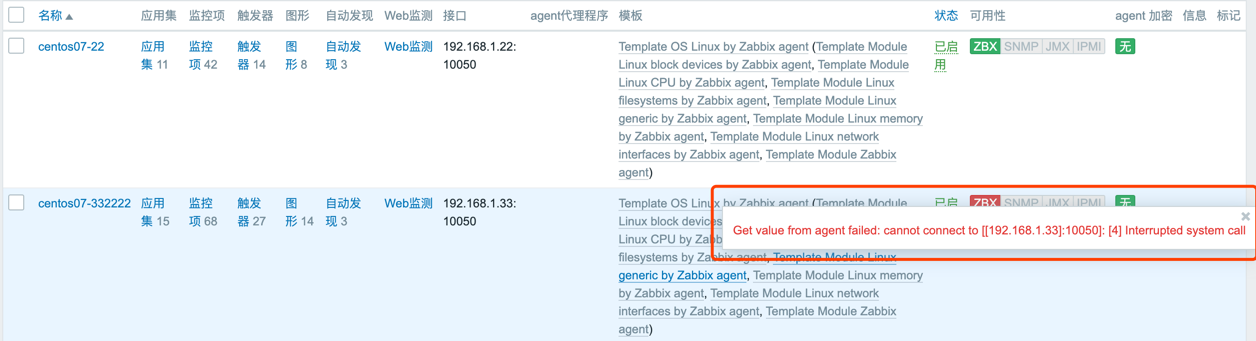 名称 应用集 监控项 触发器 图形 自动发现 Web监测 接口 agent代理程序 模板 状态 可用性 agent 加密 信息 标记
centos07-22 应用 监控 触发 图 自动发 Web监测 192.168.1.22: Template OS Linux by Zabbix agent (Template Module 已启 ZBX SNMP JMX IPMI 无
集 11 项 42 器 14 形 8 现 3 10050 Linux block devices by Zabbix agent, Template Module 用
Linux CPU by Zabbix agent, Template Module Linux
filesystems by Zabbix agent, Template Module Linux
generic by Zabbix agent, Template Module Linux memory
by Zabbix agent, Template Module Linux network
interfaces by Zabbix agent, Template Module Zabbix
agent)
centos07-332222 应用 监控 触发 图 自动发 Web监测 192.168.1.33: Template OS Linux by Zabbix agent (Template Module 已启 ZBX SNMP JMX IPMI 无
集 15 项 68 器 27 形 14 现 3 10050 Linux block devices
Get value from agent failed: cannot connect to [[192.168.1.33]:10050]: [4] Interrupted system call
Linux CPU by Zabb
filesystems by Zabbix agent, Template Module Linux
generic by Zabbix agent, Template Module Linux memory
by Zabbix agent, Template Module Linux network
interfaces by Zabbix agent, Template Module Zabbix
agent)